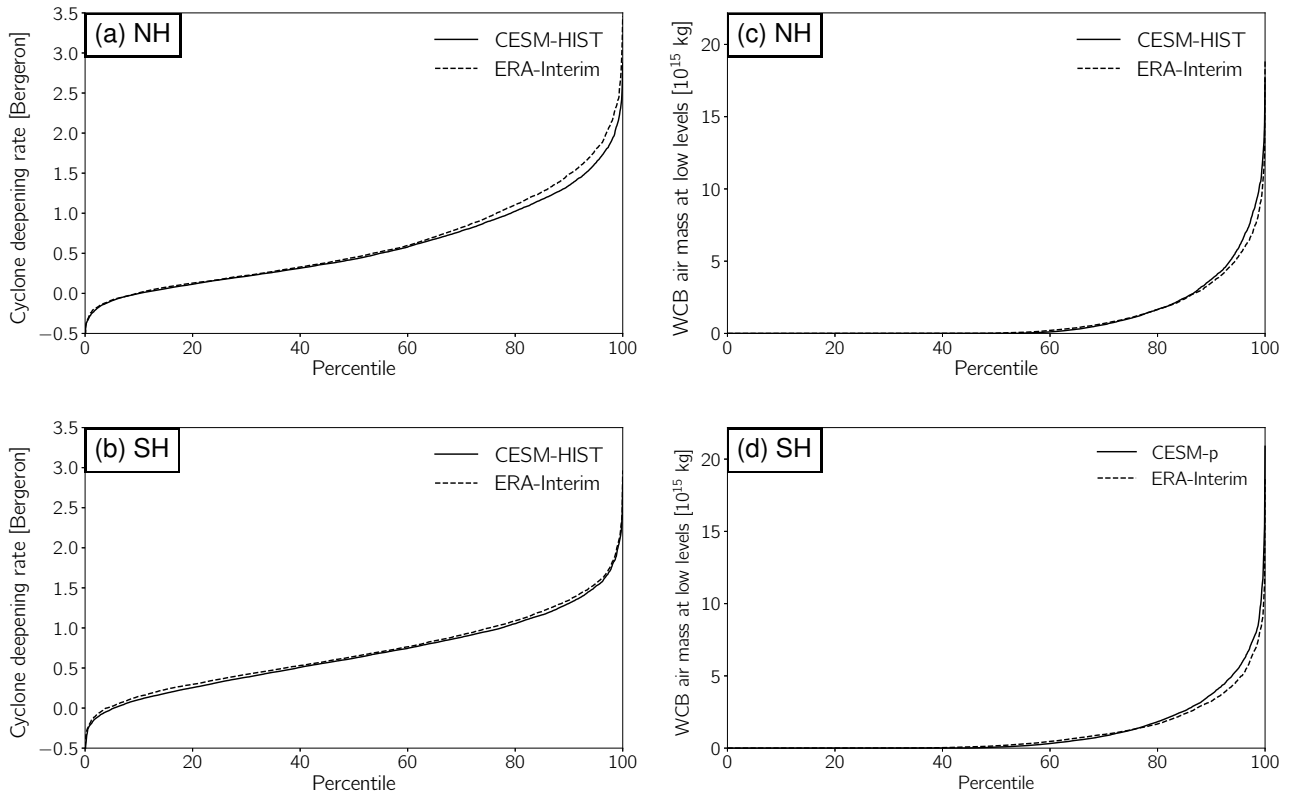 (a) NH
CESM-HIST
ERA-Interim
Cyclone deepening rate [Bergeron]
3.5
3.0
2.5
2.0
1.5
1.0
0.5
0.0
−0.5
0 20 40 60 80 100
Percentile
(c) NH
CESM-HIST
ERA-Interim
WCB air mass at low levels [10^15 kg]
20
15
10
5
0
0 20 40 60 80 100
Percentile
(b) SH
CESM-HIST
ERA-Interim
Cyclone deepening rate [Bergeron]
3.5
3.0
2.5
2.0
1.5
1.0
0.5
0.0
−0.5
0 20 40 60 80 100
Percentile
(d) SH
CESM-p
ERA-Interim
WCB air mass at low levels [10^15 kg]
20
15
10
5
0
0 20 40 60 80 100
Percentile